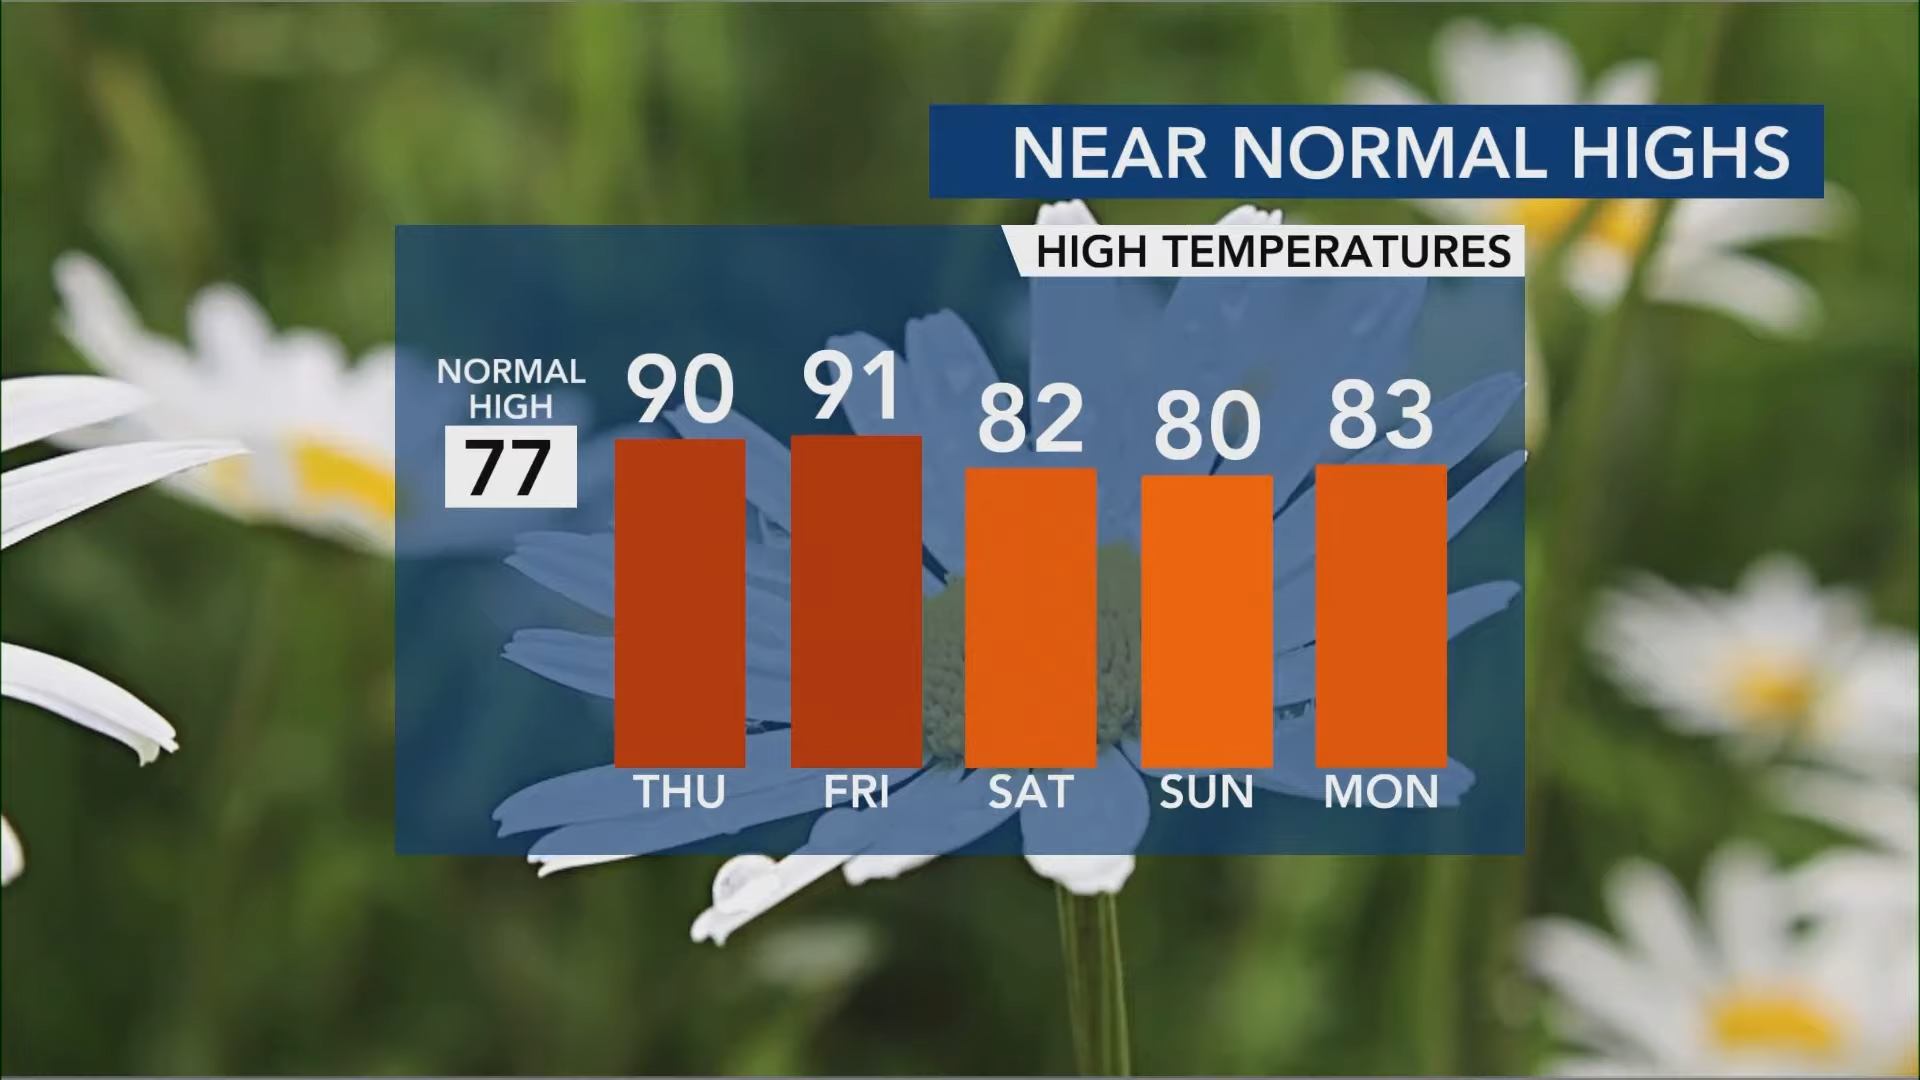 NEAR NORMAL HIGHS
HIGH TEMPERATURES
NORMAL
HIGH
77
90 91 82 80 83
THU FRI SAT SUN MON